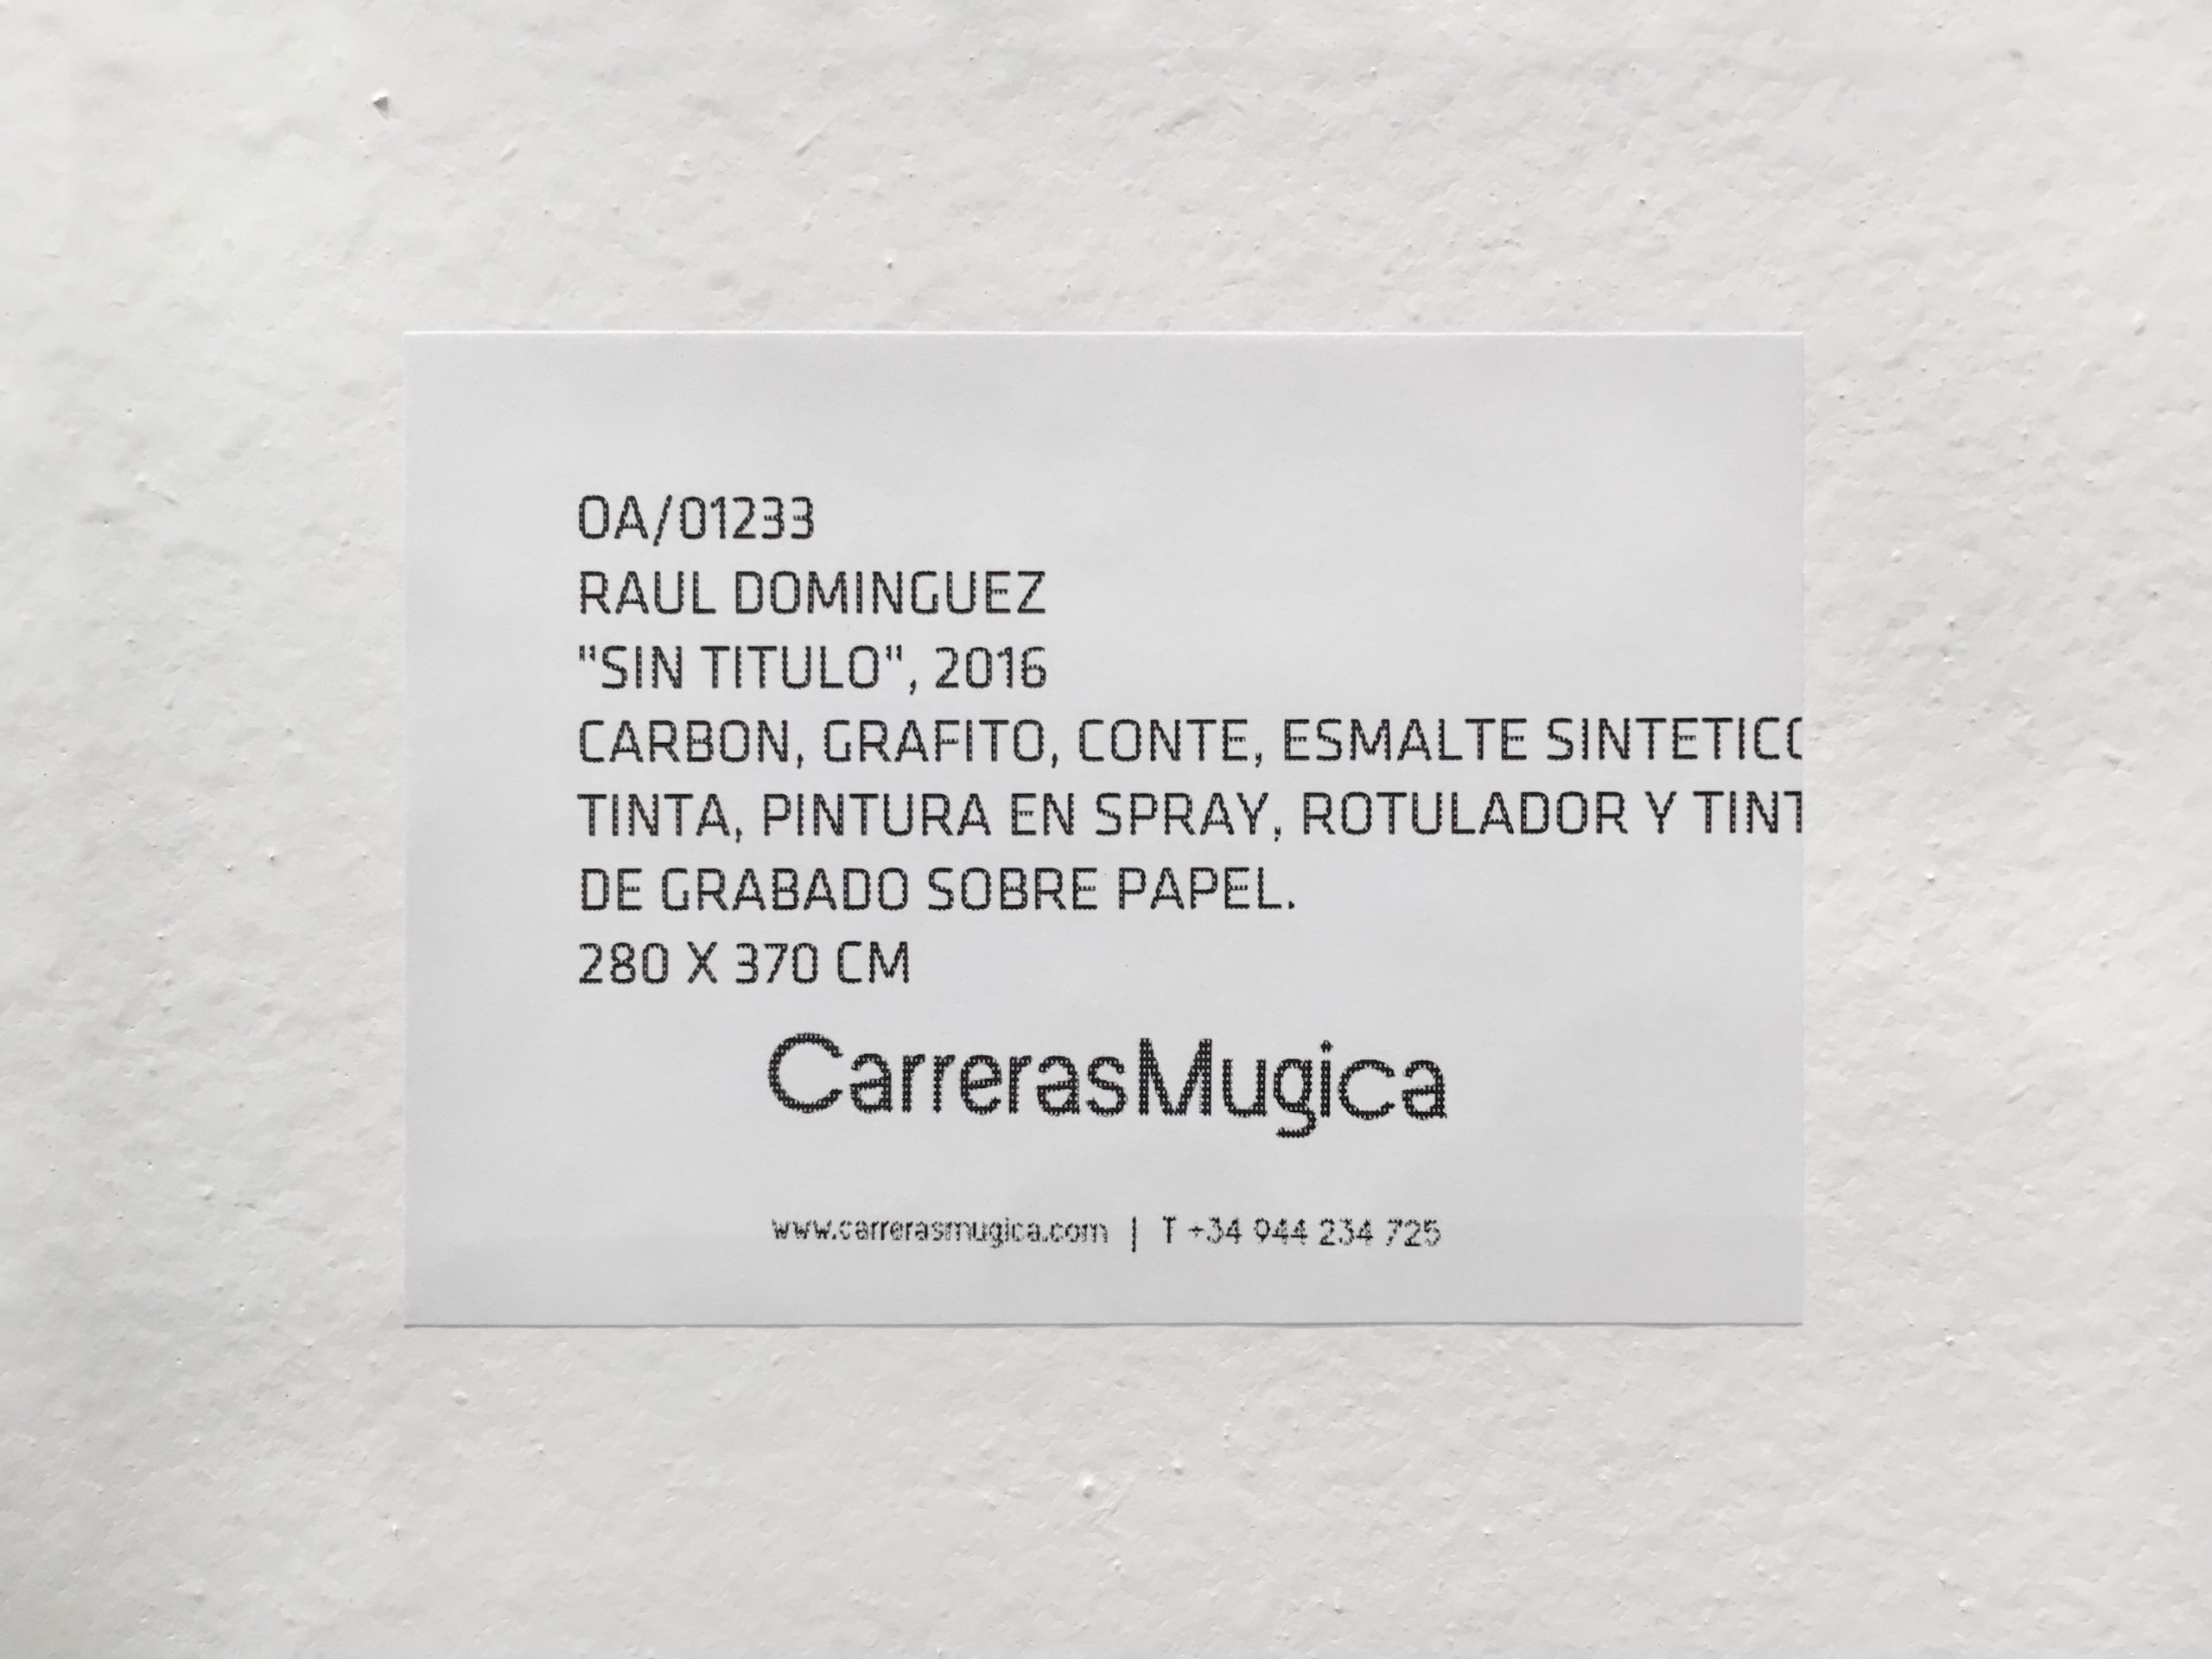 OA/01233
RAUL DOMINGUEZ
"SIN TITULO", 2016
CARBON, GRAFITO, CONTE, ESMALTE SINTETICO
TINTA, PINTURA EN SPRAY, ROTULADOR Y TINT
DE GRABADO SOBRE PAPEL.
280 X 370 CM
CarrerasMugica
www.carrerasmugica.com | T +34 944 234 725